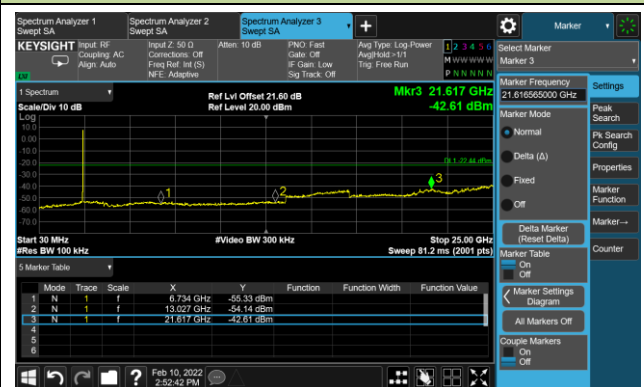 Spectrum Analyzer 1
Swept SA
Spectrum Analyzer 2
Swept SA
Spectrum Analyzer 3
Swept SA
Marker
KEYSIGHT
Input: RF
Coupling: AC
Align: Auto
Input Z: 50 Ω
Corrections: Off
Freq Ref: Int (S)
NFE: Adaptive
Atten: 10 dB
PNO: Fast
Gate: Off
IF Gain: Low
Sig Track: Off
Avg Type: Log-Power
Avg|Hold:>1/1
Trig: Free Run
1 2 3 4 5 6
M W W W W W
P N N N N N
LXI
1 Spectrum
Scale/Div 10 dB
Ref Lvl Offset 21.60 dB
Ref Level 20.00 dBm
Mkr3 21.617 GHz
-42.61 dBm
Log
10.0
0.00
-10.0
-20.0
-30.0
-40.0
-50.0
-60.0
-70.0
DL1 -22.44 dBm
1
2
3
Start 30 MHz
#Res BW 100 kHz
#Video BW 300 kHz
Stop 25.00 GHz
Sweep 81.2 ms (2001 pts)
5 Marker Table
Mode Trace Scale X Y Function Function Width Function Value
1 N 1 f 6.734 GHz -55.33 dBm
2 N 1 f 13.027 GHz -54.14 dBm
3 N 1 f 21.617 GHz -42.61 dBm
4
5
6
Feb 10, 2022
2:52:42 PM
Select Marker
Marker 3
Marker Frequency
21.616565000 GHz
Marker Mode
Normal
Delta (Δ)
Fixed
Off
Delta Marker
(Reset Delta)
Marker Table
On
Off
Marker Settings
Diagram
All Markers Off
Couple Markers
On
Off
Settings
Peak
Search
Pk Search
Config
Properties
Marker
Function
Marker→
Counter